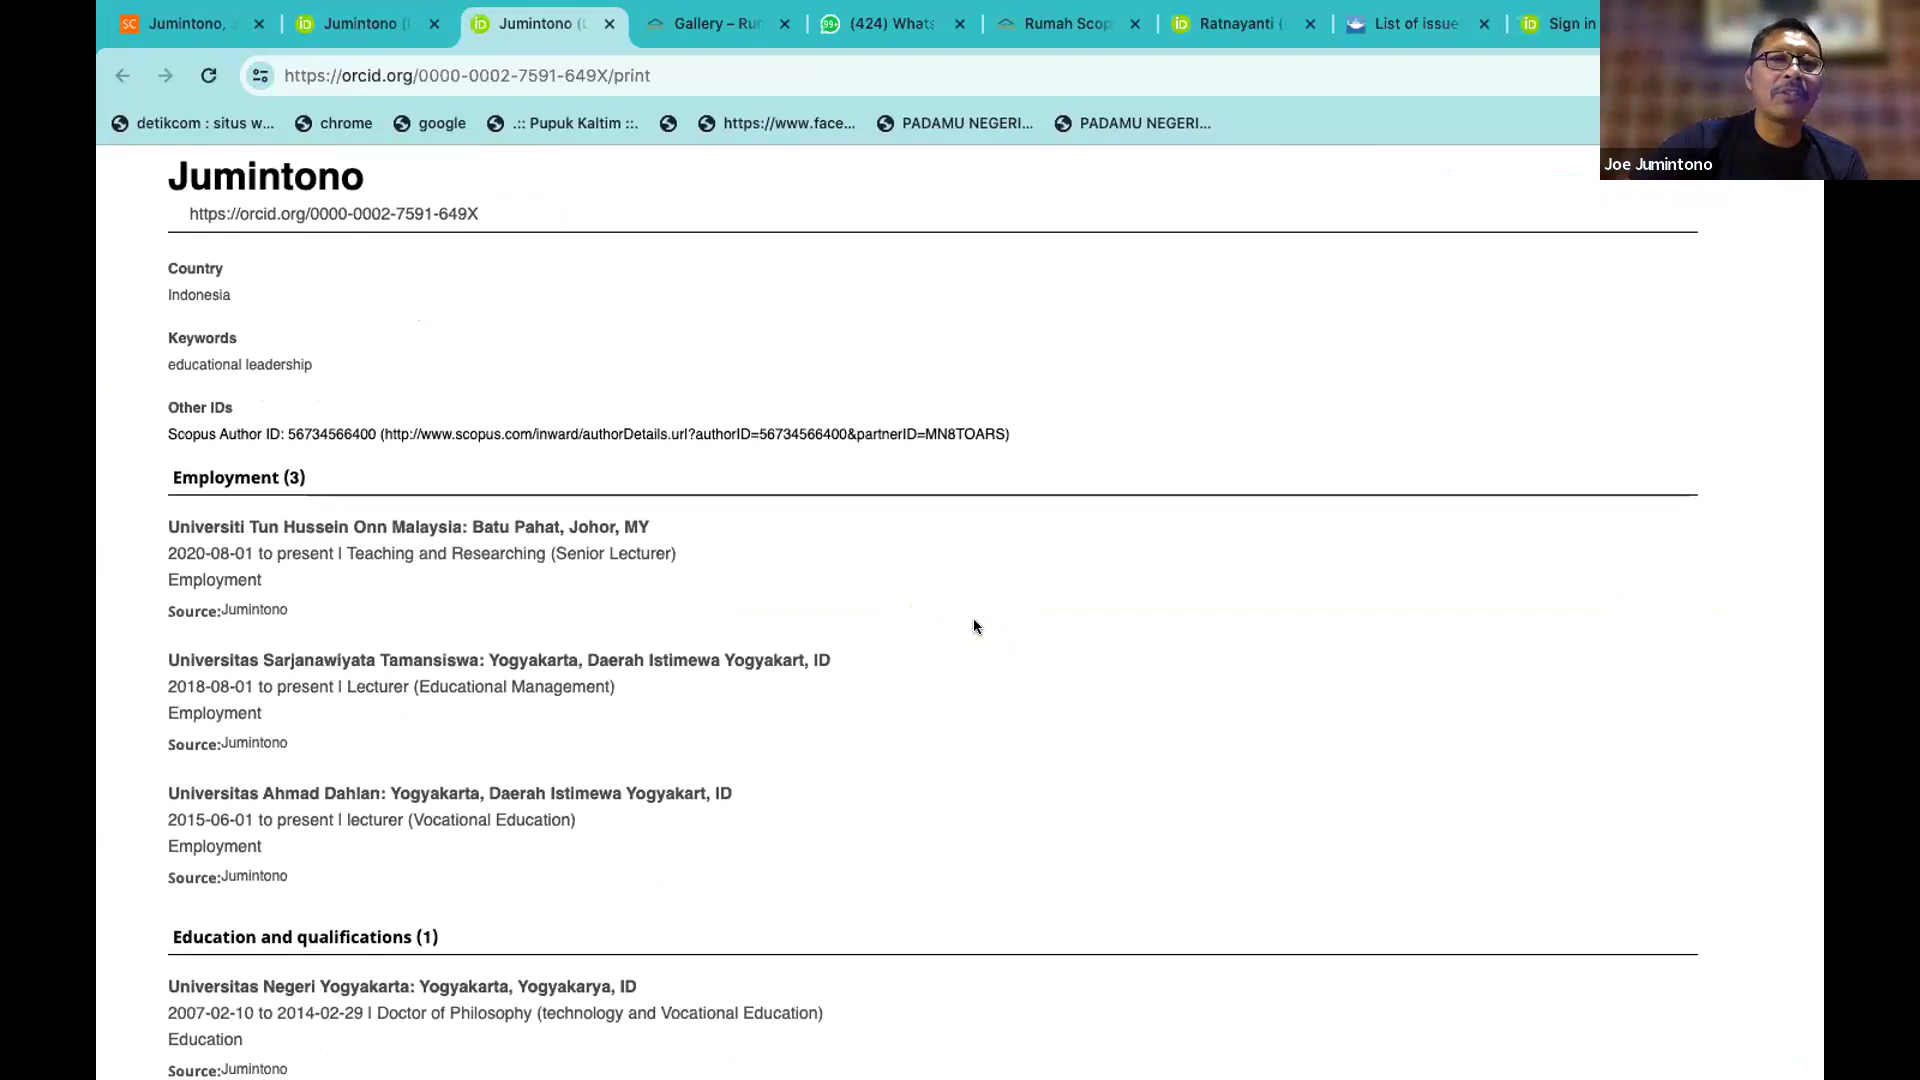 Jumintono,
Jumintono (
Jumintono (
Gallery – Ru
(424) Whats
Rumah Scop
Ratnayanti (
List of issue
Sign in
https://orcid.org/0000-0002-7591-649X/print
detikcom : situs w...
chrome
google
.:: Pupuk Kaltim ::.
https://www.face...
PADAMU NEGERI...
PADAMU NEGERI...
Joe Jumintono
Jumintono
https://orcid.org/0000-0002-7591-649X
Country
Indonesia
Keywords
educational leadership
Other IDs
Scopus Author ID: 56734566400 (http://www.scopus.com/inward/authorDetails.url?authorID=56734566400&partnerID=MN8TOARS)
Employment (3)
Universiti Tun Hussein Onn Malaysia: Batu Pahat, Johor, MY
2020-08-01 to present | Teaching and Researching (Senior Lecturer)
Employment
Source:Jumintono
Universitas Sarjanawiyata Tamansiswa: Yogyakarta, Daerah Istimewa Yogyakart, ID
2018-08-01 to present | Lecturer (Educational Management)
Employment
Source:Jumintono
Universitas Ahmad Dahlan: Yogyakarta, Daerah Istimewa Yogyakart, ID
2015-06-01 to present | lecturer (Vocational Education)
Employment
Source:Jumintono
Education and qualifications (1)
Universitas Negeri Yogyakarta: Yogyakarta, Yogyakarya, ID
2007-02-10 to 2014-02-29 | Doctor of Philosophy (technology and Vocational Education)
Education
Source:Jumintono